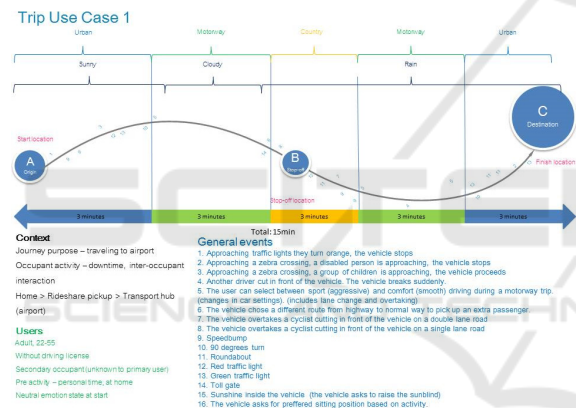 Trip Use Case 1
Urban Motorway Country Motorway Urban
Sunny Cloudy Rain
C
Destination
Start location
A
Origin
B
Stop-off
Finish location
Stop-off location
3 minutes 3 minutes 3 minutes 3 minutes 3 minutes
Total: 15min
Context
Journey purpose – traveling to airport
Occupant activity – downtime, inter-occupant
interaction
Home > Rideshare pickup > Transport hub
(airport)
Users
Adult, 22-55
Without driving license
Secondary occupant (unknown to primary user)
Pre activity – personal time, at home
Neutral emotion state at start
General events
1. Approaching traffic lights they turn orange, the vehicle stops
2. Approaching a zebra crossing, a disabled person is approaching, the vehicle stops
3. Approaching a zebra crossing, a group of children is approaching, the vehicle proceeds
4. Another driver cut in front of the vehicle. The vehicle breaks suddenly.
5. The user can select between sport (aggressive) and comfort (smooth) driving during a motorway trip.
(changes in car settings). (includes lane change and overtaking)
6. The vehicle chose a different route from highway to normal way to pick up an extra passenger.
7. The vehicle overtakes a cyclist cutting in front of the vehicle on a double lane road
8. The vehicle overtakes a cyclist cutting in front of the vehicle on a single lane road
9. Speedbump
10. 90 degrees turn
11. Roundabout
12. Red traffic light
13. Green traffic light
14. Toll gate
15. Sunshine inside the vehicle (the vehicle asks to raise the sunblind)
16. The vehicle asks for preffered sitting position based on activity.